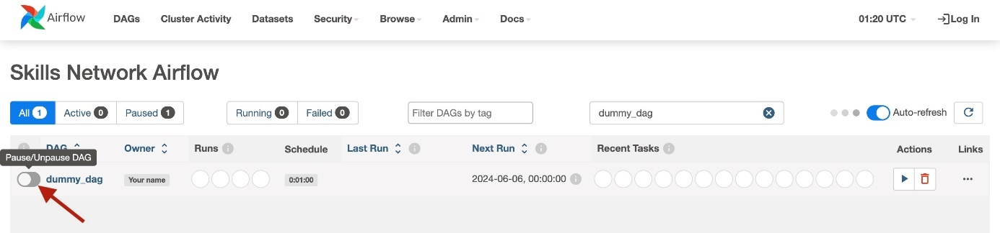 Airflow DAGs Cluster Activity Datasets Security Browse Admin Docs 01:20 UTC Log In
Skills Network Airflow
All 1 Active 0 Paused 1 Running 0 Failed 0 Filter DAGs by tag dummy_dag Auto-refresh
DAG Owner Runs Schedule Last Run Next Run Recent Tasks Actions Links
Pause/Unpause DAG
dummy_dag Your name 0:01:00 2024-06-06, 00:00:00